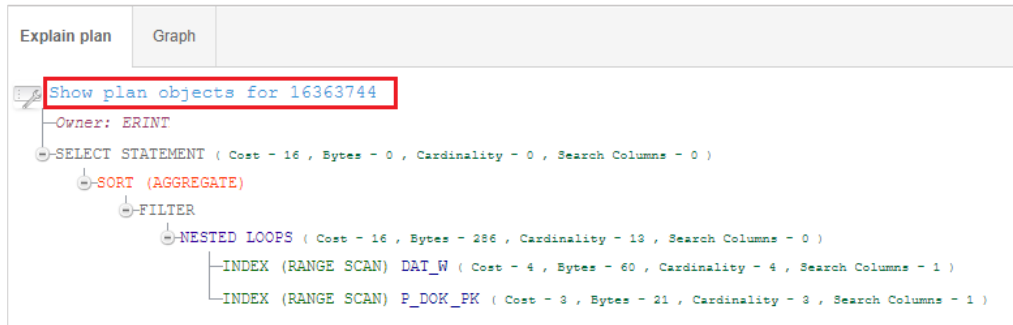 Explain plan Graph
Show plan objects for 16363744
Owner: ERINT
SELECT STATEMENT ( Cost - 16 , Bytes - 0 , Cardinality - 0 , Search Columns - 0 )
SORT (AGGREGATE)
FILTER
NESTED LOOPS ( Cost - 16 , Bytes - 286 , Cardinality - 13 , Search Columns - 0 )
INDEX (RANGE SCAN) DAT_W ( Cost - 4 , Bytes - 60 , Cardinality - 4 , Search Columns - 1 )
INDEX (RANGE SCAN) P_DOK_PK ( Cost - 3 , Bytes - 21 , Cardinality - 3 , Search Columns - 1 )